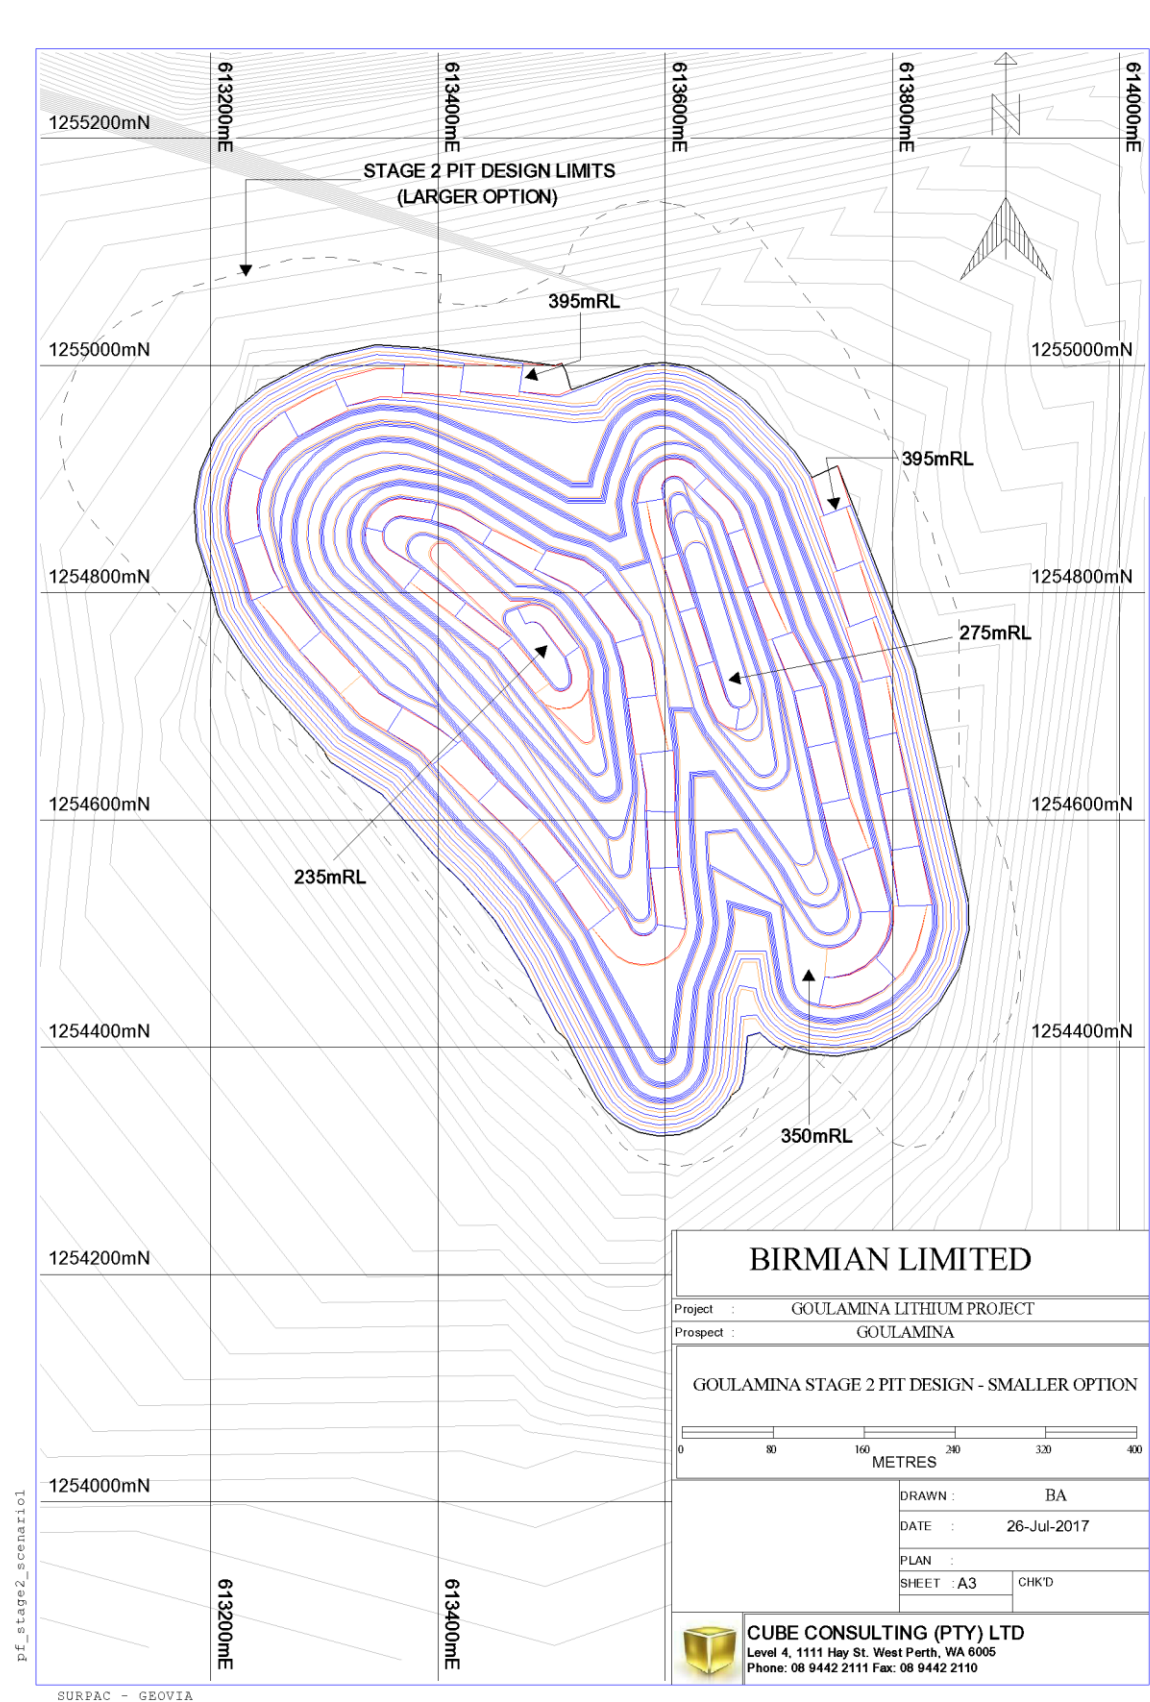 613200mE
613400mE
613600mE
613800mE
614000mE
1255200mN
N
STAGE 2 PIT DESIGN LIMITS
(LARGER OPTION)
395mRL
1255000mN
1255000mN
395mRL
1254800mN
1254800mN
275mRL
1254600mN
1254600mN
235mRL
1254400mN
1254400mN
350mRL
1254200mN
BIRMIAN LIMITED
Project : GOULAMINA LITHIUM PROJECT
Prospect : GOULAMINA
GOULAMINA STAGE 2 PIT DESIGN - SMALLER OPTION
0 80 160 240 320 400
METRES
1254000mN
DRAWN : BA
DATE : 26-Jul-2017
PLAN :
SHEET : A3 CHK'D
613200mE
613400mE
CUBE CONSULTING (PTY) LTD
Level 4, 1111 Hay St. West Perth, WA 6005
Phone: 08 9442 2111 Fax: 08 9442 2110
pf_stage2_scenario1
SURPAC - GEOVIA